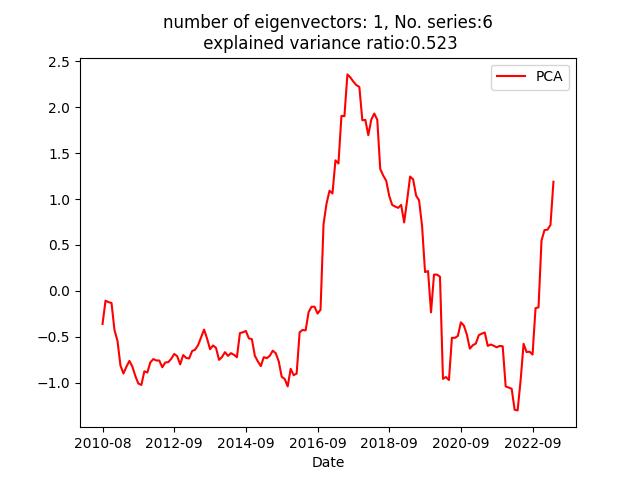 number of eigenvectors: 1, No. series:6
explained variance ratio:0.523
PCA
2.5
2.0
1.5
1.0
0.5
0.0
−0.5
−1.0
2010-08 2012-09 2014-09 2016-09 2018-09 2020-09 2022-09
Date